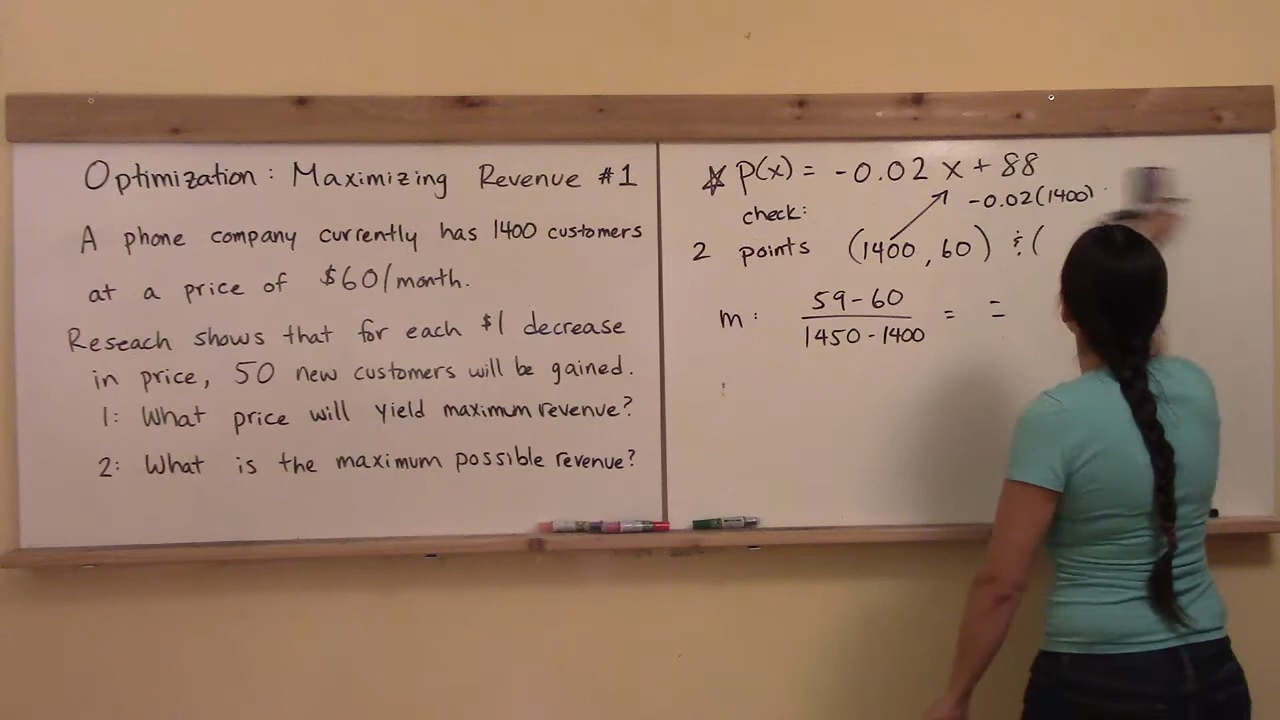 Optimization: Maximizing Revenue #1
A phone company currently has 1400 customers
at a price of $60/month.
Reseach shows that for each $1 decrease
in price, 50 new customers will be gained.
1: What price will yield maximum revenue?
2: What is the maximum possible revenue?
p(x) = -0.02x + 88
-0.02(1400)
check:
2 points (1400, 60) & (
m: 59-60 = =
1450-1400